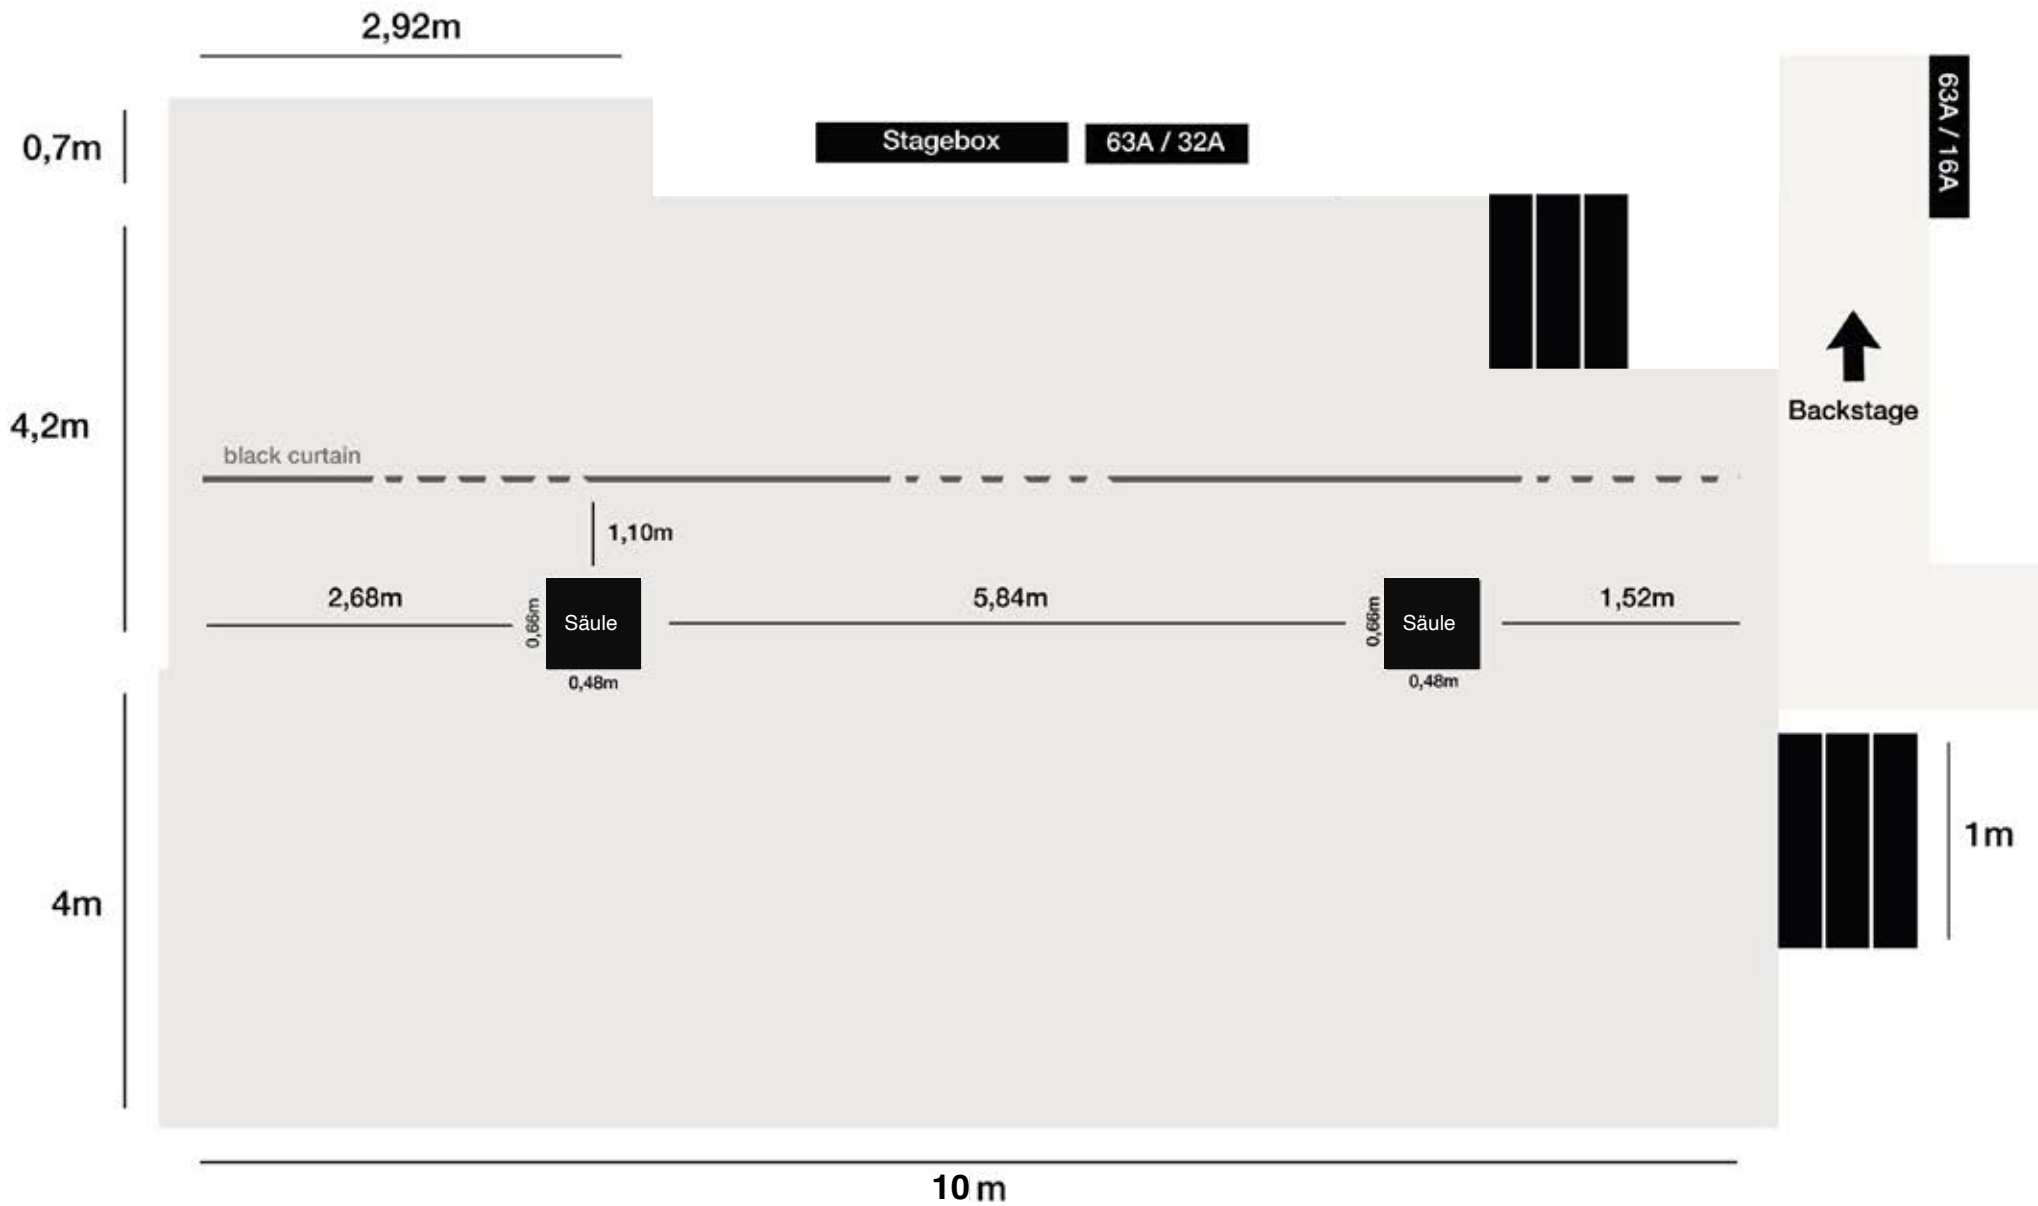 2,92m
0,7m
Stagebox
63A / 32A
63A / 16A
4,2m
Backstage
black curtain
1,10m
2,68m
0,66m
Säule
0,48m
5,84m
0,66m
Säule
0,48m
1,52m
4m
1m
10 m